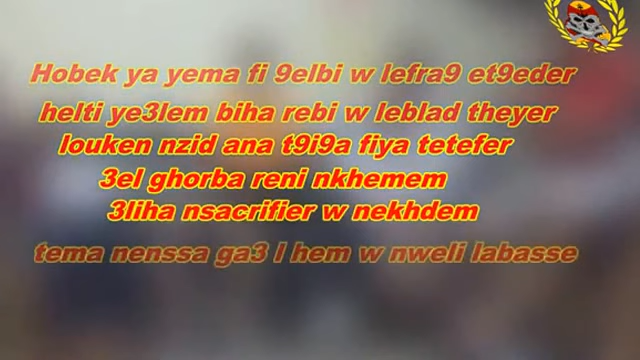 Hobek ya yema fi 9elbi w lefra9 et9eder
helti ye3lem biha rebi w leblad theyer
louken nzid ana t9i9a fiya tetefer
3el ghorba reni nkhemem
3liha nsacrifier w nekhdem
tema nenssa ga3 l hem w nweli labasse